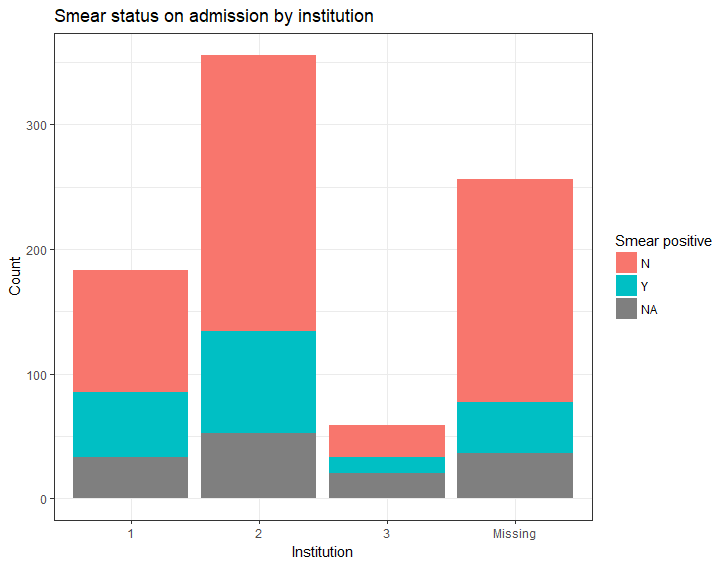 Smear status on admission by institution
Count
300
200
100
0
1 2 3 Missing
Institution
Smear positive
N
Y
NA